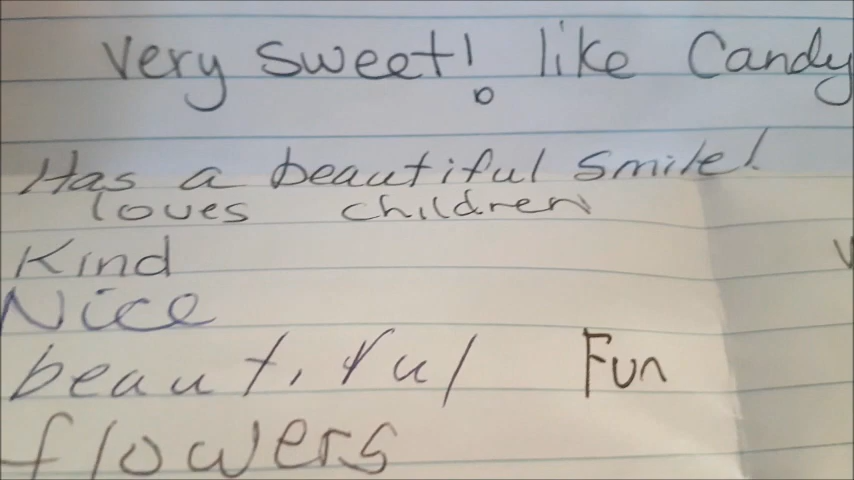 Very sweet! like Candy
Has a beautiful smile!
loves children
Kind
Nice
beautiful Fun
flowers